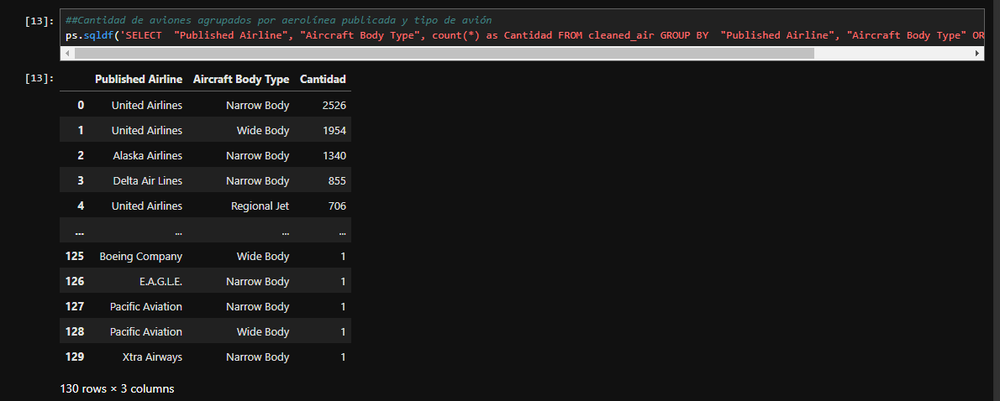 [13]: ##Cantidad de aviones agrupados por aerolínea publicada y tipo de avión
ps.sqldf('SELECT  "Published Airline", "Aircraft Body Type", count(*) as Cantidad FROM cleaned_air GROUP BY  "Published Airline", "Aircraft Body Type" OR
[13]: Published Airline Aircraft Body Type Cantidad
0 United Airlines Narrow Body 2526
1 United Airlines Wide Body 1954
2 Alaska Airlines Narrow Body 1340
3 Delta Air Lines Narrow Body 855
4 United Airlines Regional Jet 706
... ... ... ...
125 Boeing Company Wide Body 1
126 E.A.G.L.E. Narrow Body 1
127 Pacific Aviation Narrow Body 1
128 Pacific Aviation Wide Body 1
129 Xtra Airways Narrow Body 1
130 rows × 3 columns